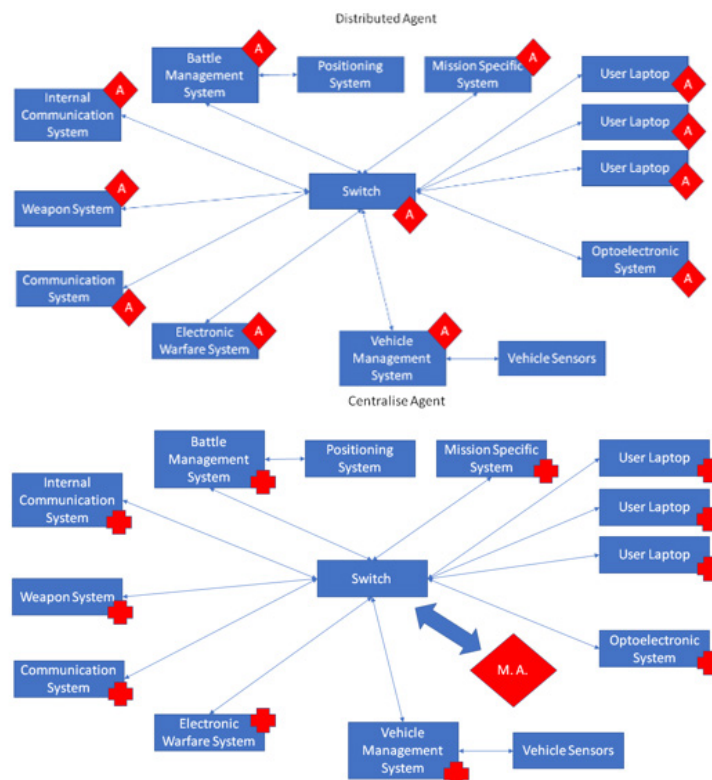 Distributed Agent
Battle
Management
System
A
Positioning
System
Mission Specific
System
A
User Laptop
A
Internal
Communication
System
A
User Laptop
A
User Laptop
A
Weapon System
A
Switch
A
Communication
System
A
Optoelectronic
System
A
Electronic
Warfare System
A
Vehicle
Management
System
A
Vehicle Sensors
Centralise Agent
Battle
Management
System
Positioning
System
Mission Specific
System
User Laptop
Internal
Communication
System
User Laptop
User Laptop
Switch
Weapon System
Communication
System
M. A.
Optoelectronic
System
Electronic
Warfare System
Vehicle
Management
System
Vehicle Sensors